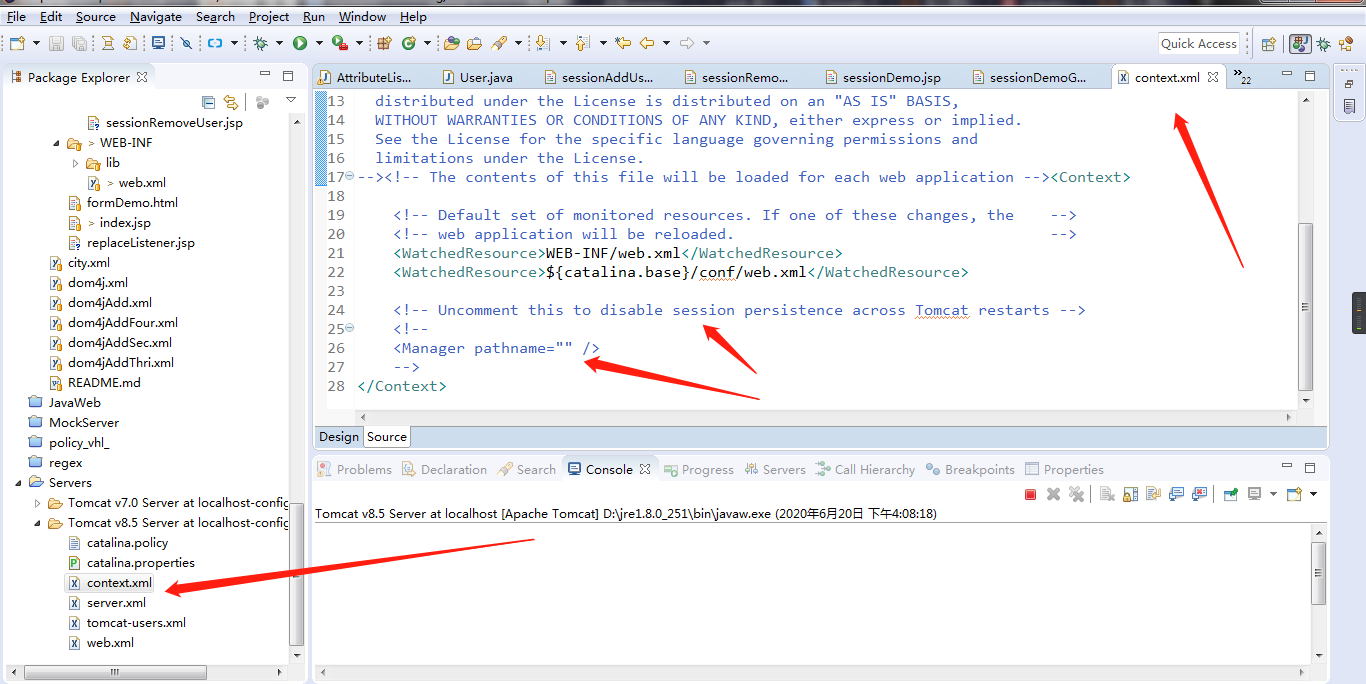 File Edit Source Navigate Search Project Run Window Help
Quick Access
Package Explorer
AttributeLis...
User.java
sessionAddUs...
sessionRemo...
sessionDemo.jsp
sessionDemoG...
context.xml
»22
sessionRemoveUser.jsp
> WEB-INF
lib
> web.xml
formDemo.html
> index.jsp
replaceListener.jsp
city.xml
dom4j.xml
dom4jAdd.xml
dom4jAddFour.xml
dom4jAddSec.xml
dom4jAddThri.xml
README.md
JavaWeb
MockServer
policy_vhl_
regex
Servers
Tomcat v7.0 Server at localhost-config
Tomcat v8.5 Server at localhost-config
catalina.policy
catalina.properties
context.xml
server.xml
tomcat-users.xml
web.xml
13 distributed under the License is distributed on an "AS IS" BASIS,
14 WITHOUT WARRANTIES OR CONDITIONS OF ANY KIND, either express or implied.
15 See the License for the specific language governing permissions and
16 limitations under the License.
17 --><!-- The contents of this file will be loaded for each web application --><Context>
18
19 <!-- Default set of monitored resources. If one of these changes, the -->
20 <!-- web application will be reloaded. -->
21 <WatchedResource>WEB-INF/web.xml</WatchedResource>
22 <WatchedResource>${catalina.base}/conf/web.xml</WatchedResource>
23
24 <!-- Uncomment this to disable session persistence across Tomcat restarts -->
25 <!--
26 <Manager pathname="" />
27 -->
28 </Context>
Design Source
Problems Declaration Search Console Progress Servers Call Hierarchy Breakpoints Properties
Tomcat v8.5 Server at localhost [Apache Tomcat] D:\jre1.8.0_251\bin\javaw.exe (2020年6月20日 下午4:08:18)